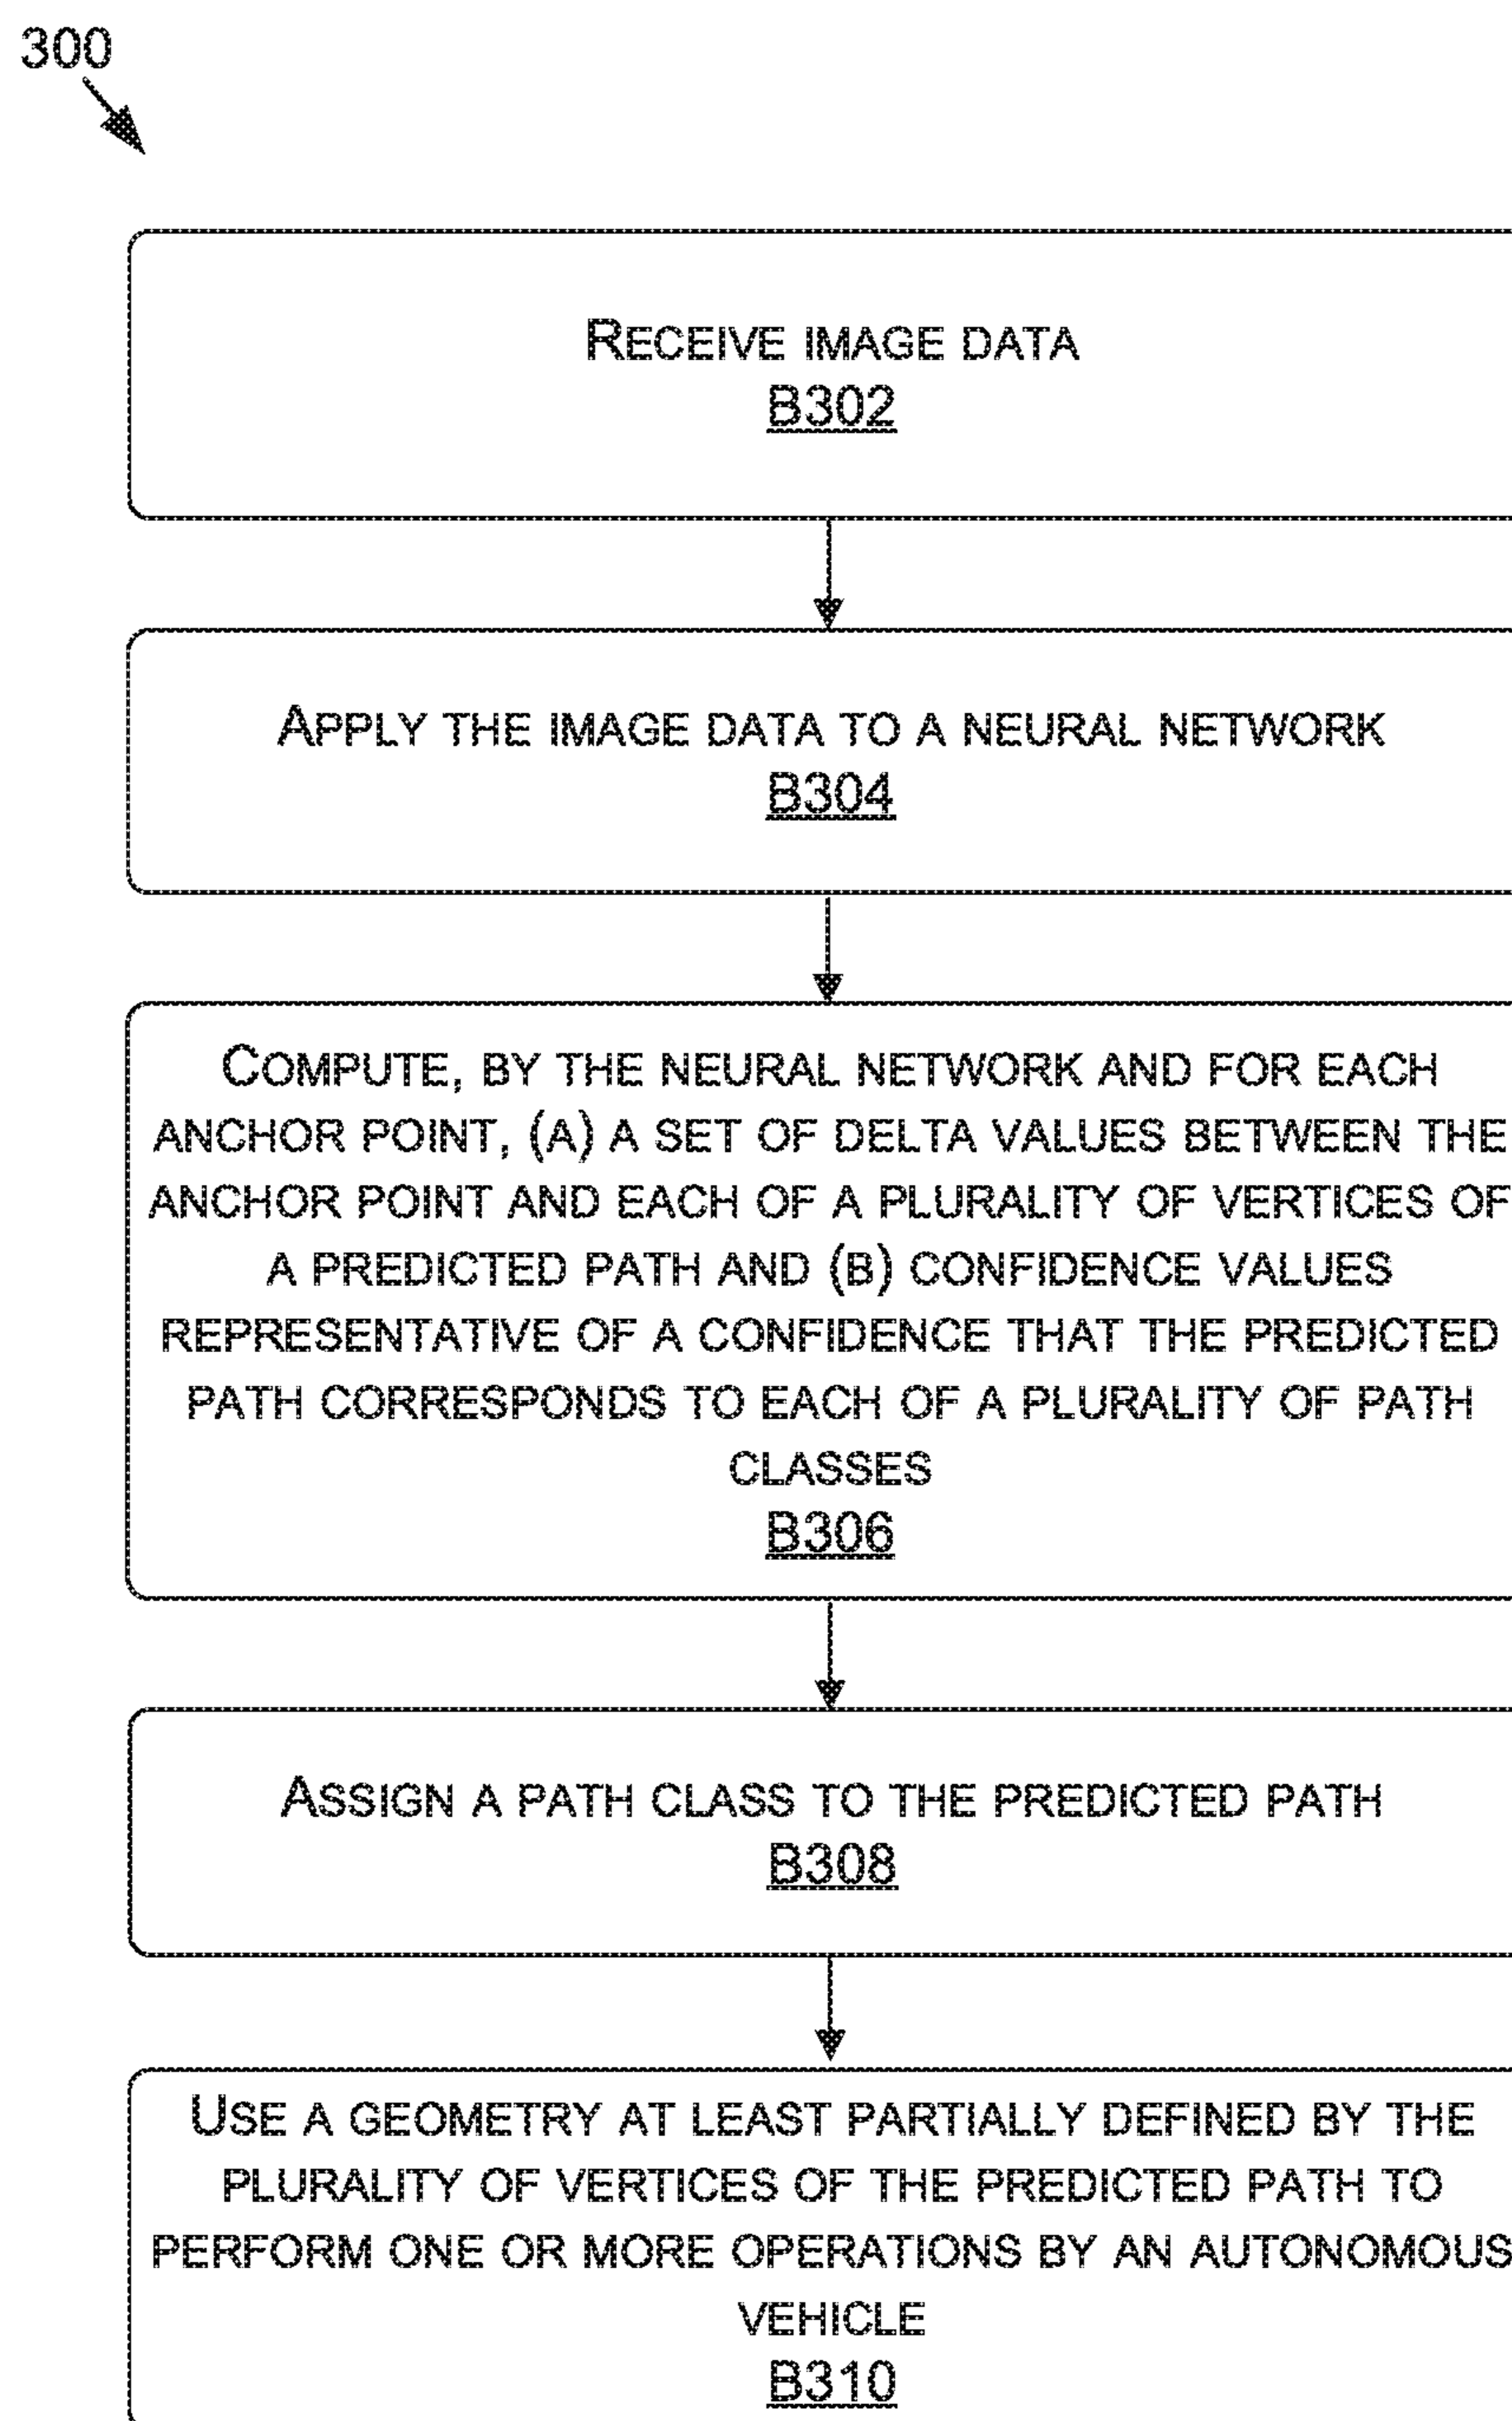 300
RECEIVE IMAGE DATA
B302
APPLY THE IMAGE DATA TO A NEURAL NETWORK
B304
COMPUTE, BY THE NEURAL NETWORK AND FOR EACH
ANCHOR POINT, (A) A SET OF DELTA VALUES BETWEEN THE
ANCHOR POINT AND EACH OF A PLURALITY OF VERTICES OF
A PREDICTED PATH AND (B) CONFIDENCE VALUES
REPRESENTATIVE OF A CONFIDENCE THAT THE PREDICTED
PATH CORRESPONDS TO EACH OF A PLURALITY OF PATH
CLASSES
B306
ASSIGN A PATH CLASS TO THE PREDICTED PATH
B308
USE A GEOMETRY AT LEAST PARTIALLY DEFINED BY THE
PLURALITY OF VERTICES OF THE PREDICTED PATH TO
PERFORM ONE OR MORE OPERATIONS BY AN AUTONOMOUS
VEHICLE
B310